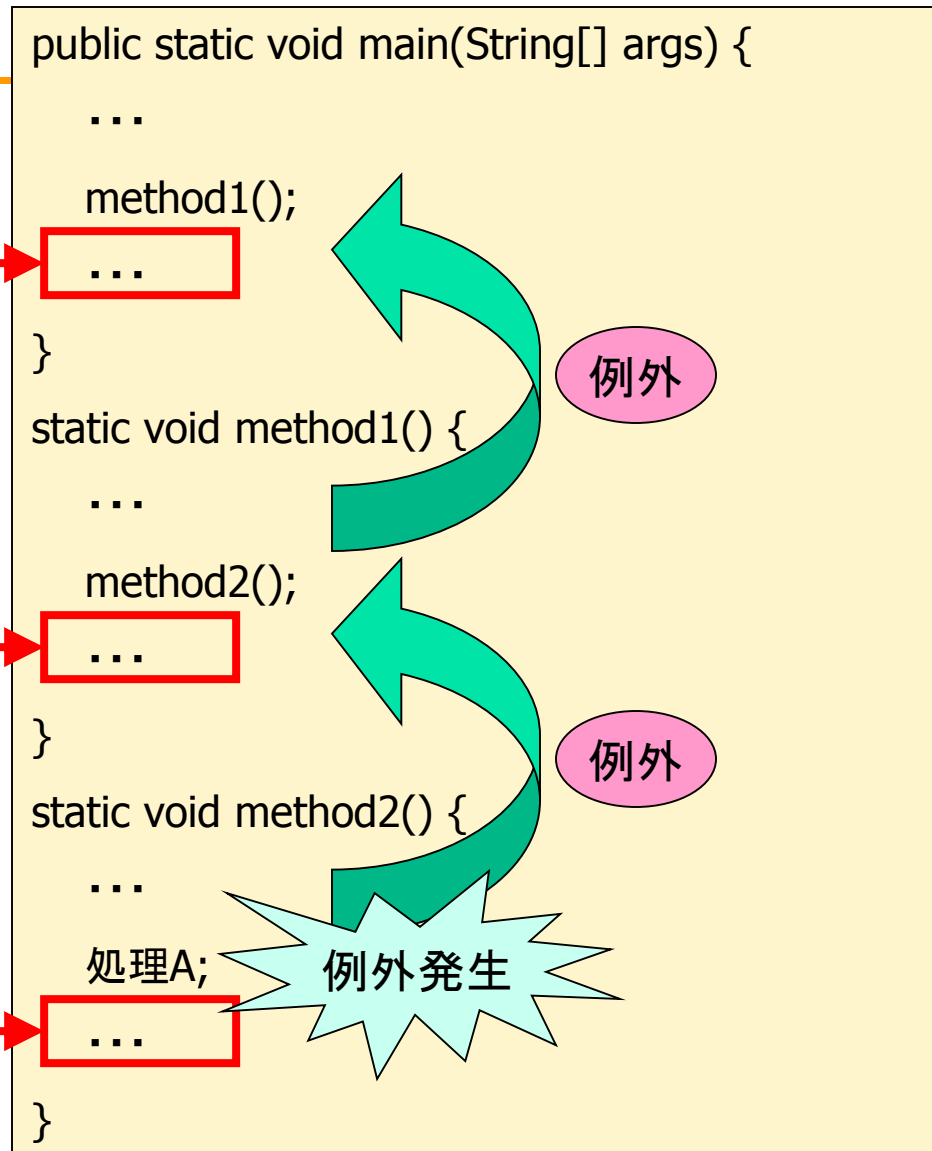 public static void main(String[] args) {
...
method1();
...
}
例外
static void method1() {
...
method2();
...
}
例外
static void method2() {
...
処理A;
例外発生
...
}